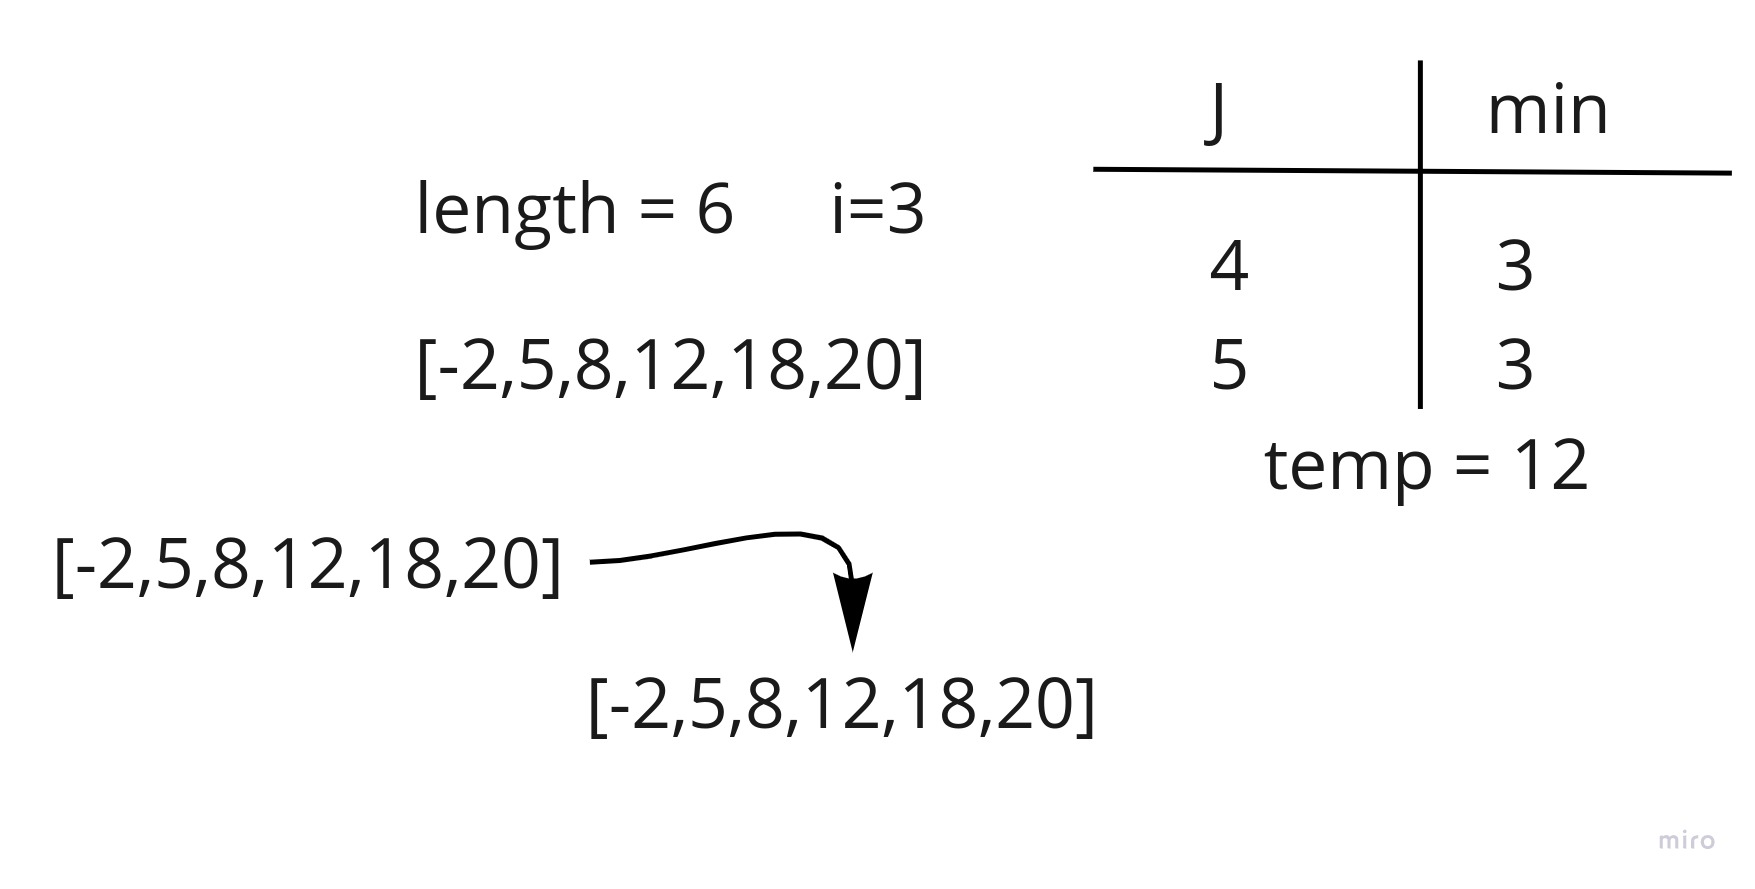 length = 6 i=3
[-2,5,8,12,18,20]
J min
4 3
5 3
temp = 12
[-2,5,8,12,18,20]
[-2,5,8,12,18,20]
miro